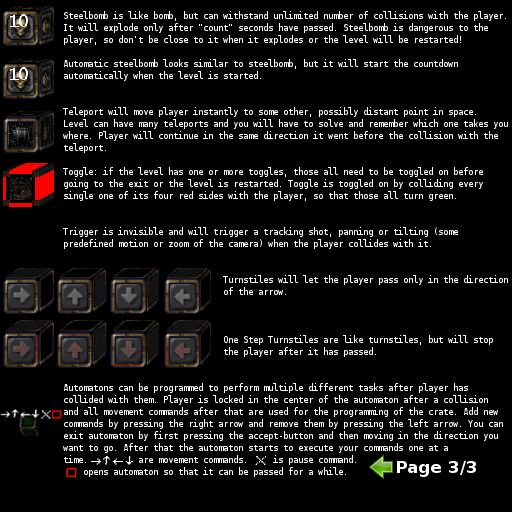 10
Steelbomb is like bomb, but can withstand unlimited number of collisions with the player.
It will explode only after "count" seconds have passed. Steelbomb is dangerous to the
player, so don't be close to it when it explodes or the level will be restarted!
10
Automatic steelbomb looks similar to steelbomb, but it will start the countdown
automatically when the level is started.
Teleport will move player instantly to some other, possibly distant point in space.
Level can have many teleports and you will have to solve and remember which one takes you
where. Player will continue in the same direction it went before the collision with the
teleport.
Toggle: if the level has one or more toggles, those all need to be toggled on before
going to the exit or the level is restarted. Toggle is toggled on by colliding every
single one of its four red sides with the player, so that those all turn green.
Trigger is invisible and will trigger a tracking shot, panning or tilting (some
predefined motion or zoom of the camera) when the player collides with it.
Turnstiles will let the player pass only in the direction
of the arrow.
One Step Turnstiles are like turnstiles, but will stop
the player after it has passed.
Automatons can be programmed to perform multiple different tasks after player has
collided with them. Player is locked in the center of the automaton after a collision
and all movement commands after that are used for the programming of the crate. Add new
commands by pressing the right arrow and remove them by pressing the left arrow. You can
exit automaton by first pressing the accept-button and then moving in the direction you
want to go. After that the automaton starts to execute your commands one at a
time. →↑←↓ are movement commands. is pause command.
opens automaton so that it can be passed for a while.
Page 3/3